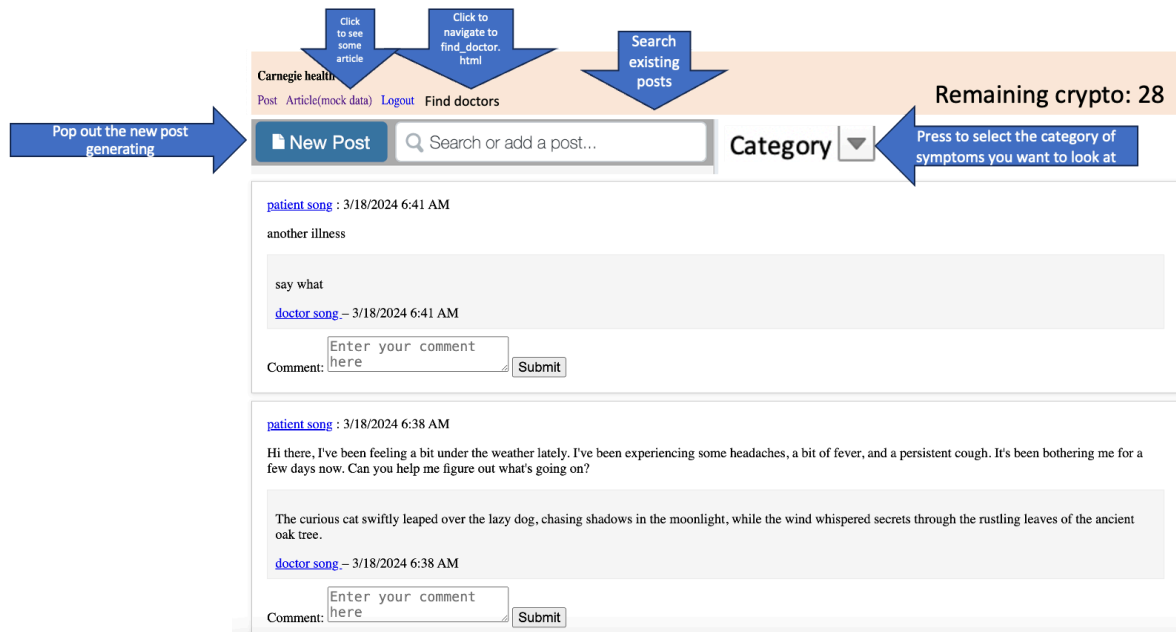 Click
to see
some
article
Click to
navigate to
find_doctor.
html
Search
existing
posts
Carnegie health
Post Article(mock data) Logout Find doctors
Remaining crypto: 28
Pop out the new post
generating
New Post
Search or add a post...
Category
Press to select the category of
symptoms you want to look at
patient song : 3/18/2024 6:41 AM
another illness
say what
doctor song – 3/18/2024 6:41 AM
Comment:
Enter your comment
here
Submit
patient song : 3/18/2024 6:38 AM
Hi there, I've been feeling a bit under the weather lately. I've been experiencing some headaches, a bit of fever, and a persistent cough. It's been bothering me for a
few days now. Can you help me figure out what's going on?
The curious cat swiftly leaped over the lazy dog, chasing shadows in the moonlight, while the wind whispered secrets through the rustling leaves of the ancient
oak tree.
doctor song – 3/18/2024 6:38 AM
Comment:
Enter your comment
here
Submit